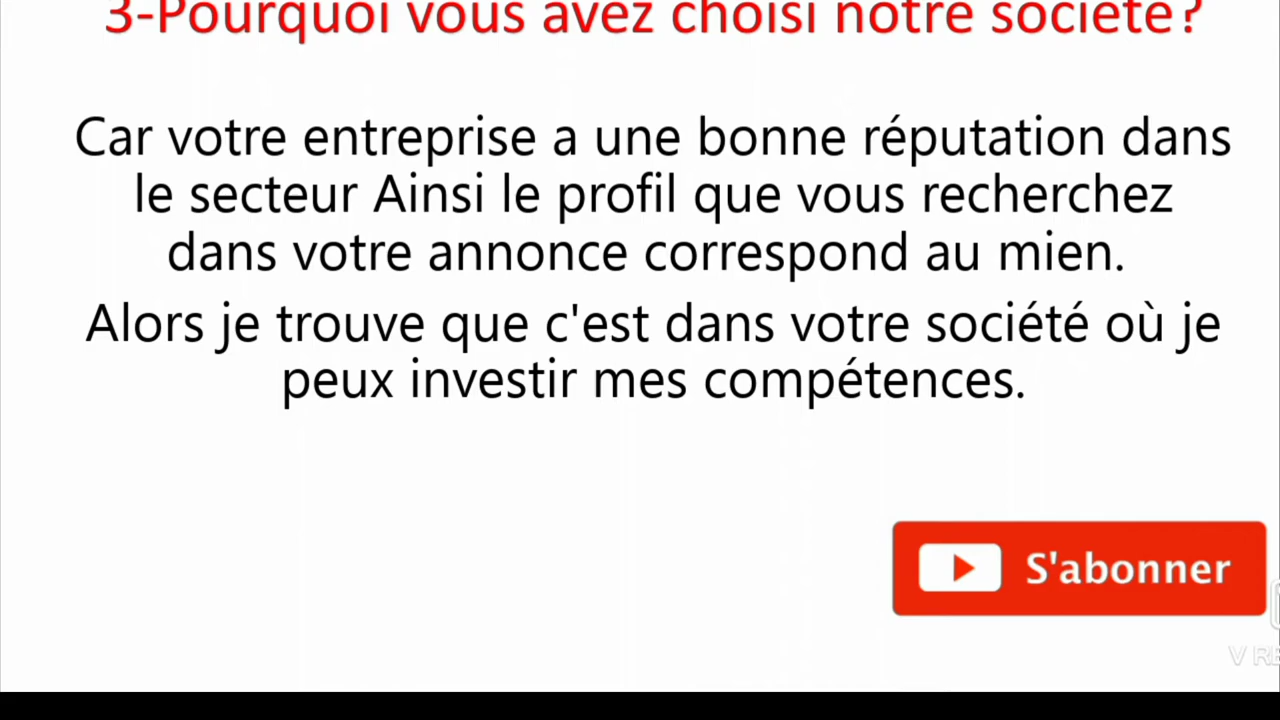 3-Pourquoi vous avez choisi notre société?
Car votre entreprise a une bonne réputation dans
le secteur Ainsi le profil que vous recherchez
dans votre annonce correspond au mien.
Alors je trouve que c'est dans votre société où je
peux investir mes compétences.
S'abonner